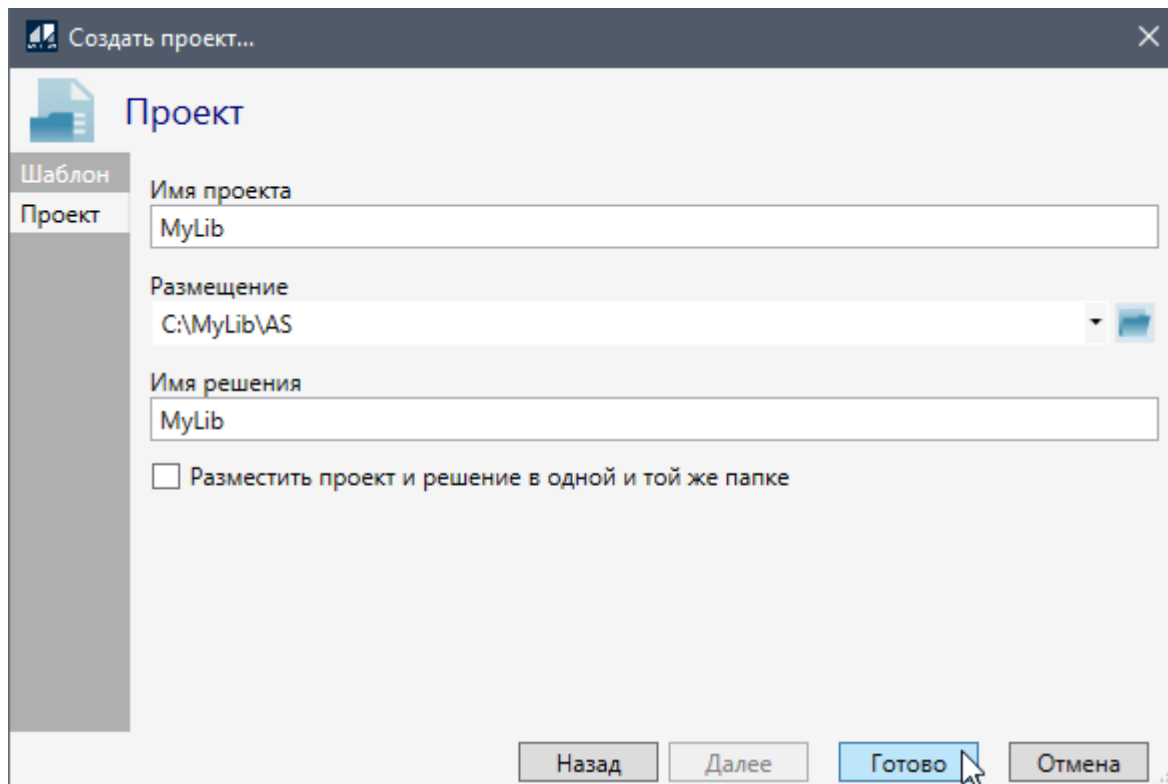 Создать проект...
Проект
Шаблон
Проект
Имя проекта
MyLib
Размещение
C:\MyLib\AS
Имя решения
MyLib
Разместить проект и решение в одной и той же папке
Назад Далее Готово Отмена